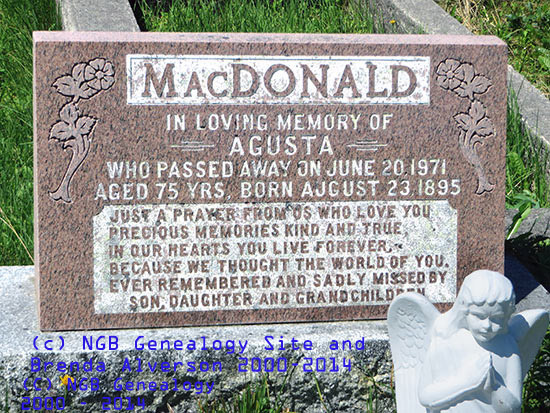 MacDONALD
IN LOVING MEMORY OF
AGUSTA
WHO PASSED AWAY ON JUNE 20, 1971
AGED 75 YRS, BORN AUGUST 23 1895
JUST A PRAYER FROM US WHO LOVE YOU
PRECIOUS MEMORIES KIND AND TRUE
IN OUR HEARTS YOU LIVE FOREVER,
BECAUSE WE THOUGHT THE WORLD OF YOU.
EVER REMEMBERED AND SADLY MISSED BY
SON, DAUGHTER AND GRANDCHILDREN
(c) NGB Genealogy Site and
Brenda Alverson 2000/2014
(C) NGB Genealogy
2000 - 2014